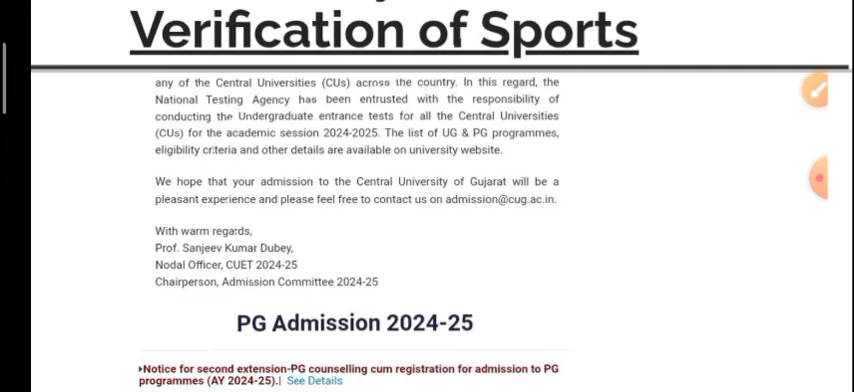 Verification of Sports
any of the Central Universities (CUs) across the country. In this regard, the
National Testing Agency has been entrusted with the responsibility of
conducting the Undergraduate entrance tests for all the Central Universities
(CUs) for the academic session 2024-2025. The list of UG & PG programmes,
eligibility criteria and other details are available on university website.
We hope that your admission to the Central University of Gujarat will be a
pleasant experience and please feel free to contact us on admission@cug.ac.in.
With warm regards,
Prof. Sanjeev Kumar Dubey,
Nodal Officer, CUET 2024-25
Chairperson, Admission Committee 2024-25
PG Admission 2024-25
Notice for second extension-PG counselling cum registration for admission to PG
programmes (AY 2024-25).| See Details